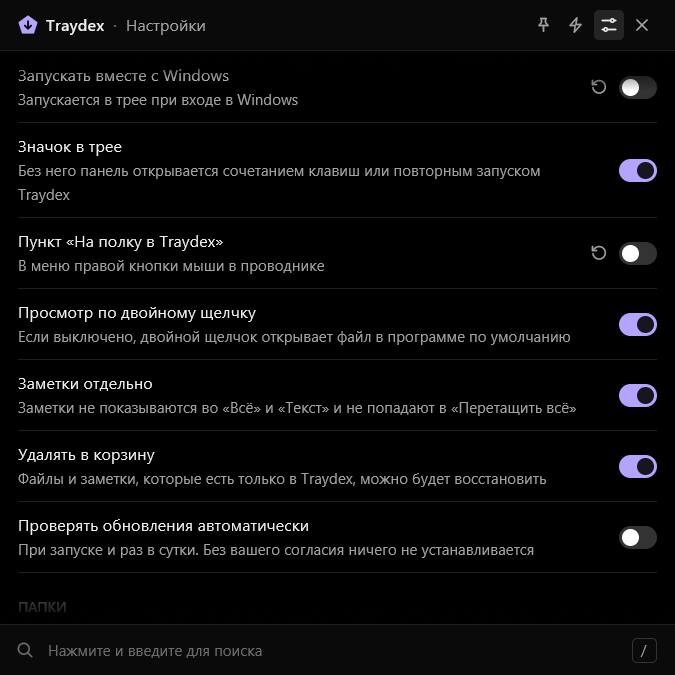 Traydex · Настройки
Запускать вместе с Windows
Запускается в трее при входе в Windows
Значок в трее
Без него панель открывается сочетанием клавиш или повторным запуском
Traydex
Пункт «На полку в Traydex»
В меню правой кнопки мыши в проводнике
Просмотр по двойному щелчку
Если выключено, двойной щелчок открывает файл в программе по умолчанию
Заметки отдельно
Заметки не показываются во «Всё» и «Текст» и не попадают в «Перетащить всё»
Удалять в корзину
Файлы и заметки, которые есть только в Traydex, можно будет восстановить
Проверять обновления автоматически
При запуске и раз в сутки. Без вашего согласия ничего не устанавливается
ПАПКИ
Нажмите и введите для поиска /